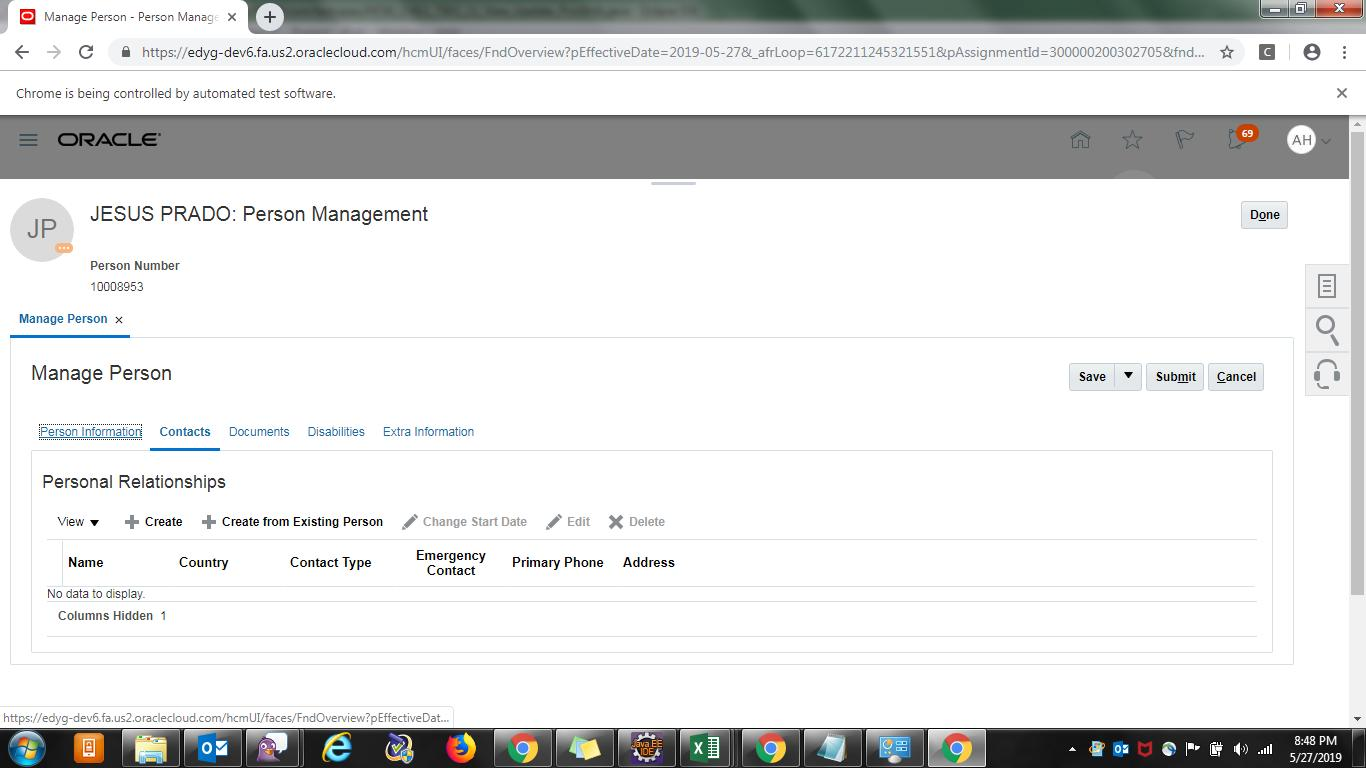 Manage Person - Person Manage
https://edyg-dev6.fa.us2.oraclecloud.com/hcmUI/faces/FndOverview?pEffectiveDate=2019-05-27&_afrLoop=6172211245321551&pAssignmentId=300000200302705&fnd...
C
Chrome is being controlled by automated test software.
ORACLE
69
AH
JP
JESUS PRADO: Person Management
Done
Person Number
10008953
Manage Person
Manage Person
Save
Submit
Cancel
Person Information Contacts Documents Disabilities Extra Information
Personal Relationships
View Create Create from Existing Person Change Start Date Edit Delete
Name Country Contact Type Emergency Contact Primary Phone Address
No data to display.
Columns Hidden 1
https://edyg-dev6.fa.us2.oraclecloud.com/hcmUI/faces/FndOverview?pEffectiveDat...
Java EE
IDE
8:48 PM
5/27/2019